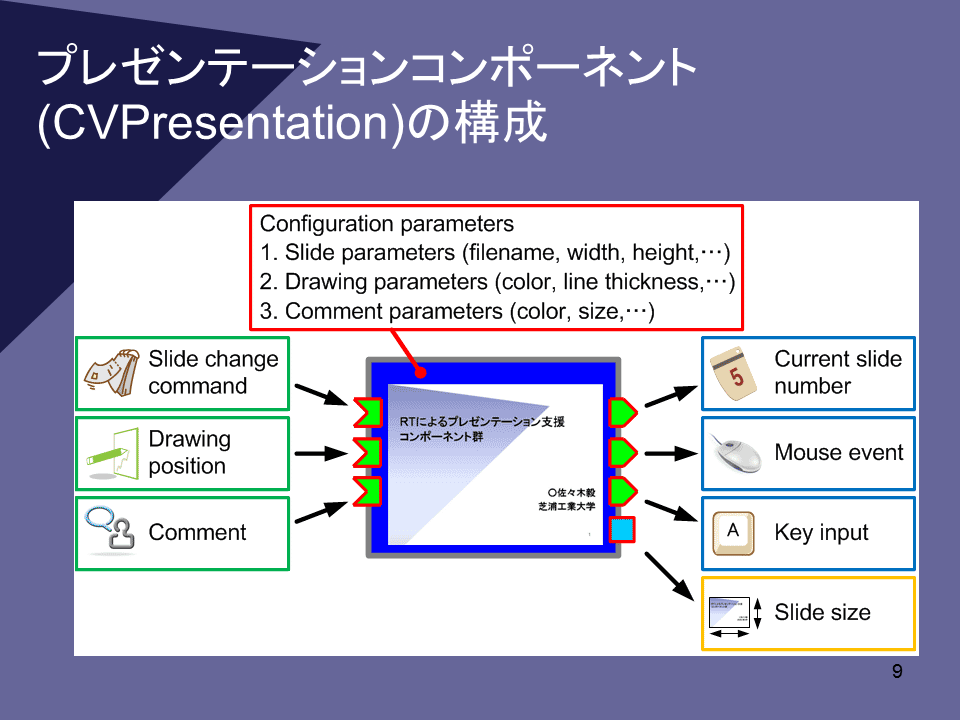 プレゼンテーションコンポーネント
(CVPresentation)の構成
Configuration parameters
1. Slide parameters (filename, width, height,…)
2. Drawing parameters (color, line thickness,…)
3. Comment parameters (color, size,…)
Slide change
command
Drawing
position
Comment
RTによるプレゼンテーション支援
コンポーネント群
〇佐々木毅
芝浦工業大学
Current slide
number
5
Mouse event
A
Key input
Slide size
9